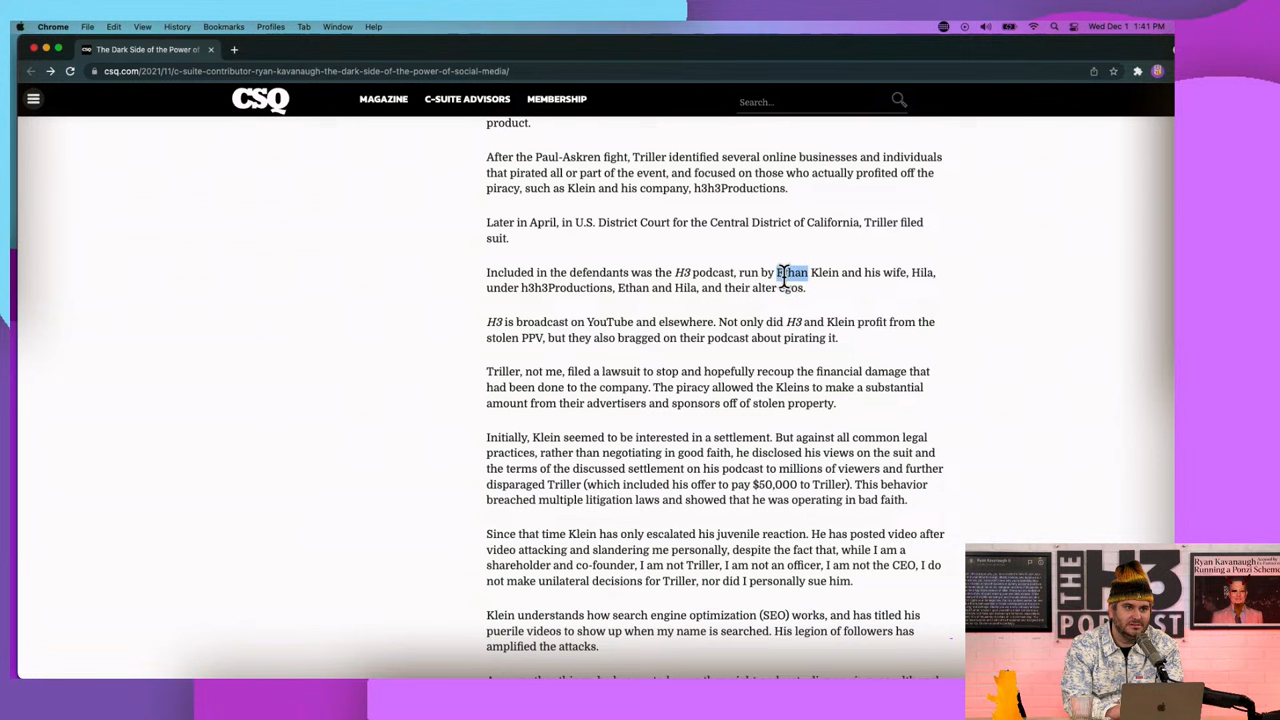 Chrome File Edit View History Bookmarks Profiles Tab Window Help
Wed Dec 1 1:41 PM
CSQ The Dark Side of the Power of
csq.com/2021/11/c-suite-contributor-ryan-kavanaugh-the-dark-side-of-the-power-of-social-media/
CSQ
MAGAZINE C-SUITE ADVISORS MEMBERSHIP
Search...
product.
After the Paul-Askren fight, Triller identified several online businesses and individuals
that pirated all or part of the event, and focused on those who actually profited off the
piracy, such as Klein and his company, h3h3Productions.
Later in April, in U.S. District Court for the Central District of California, Triller filed
suit.
Included in the defendants was the H3 podcast, run by Ethan Klein and his wife, Hila,
under h3h3Productions, Ethan and Hila, and their alter egos.
H3 is broadcast on YouTube and elsewhere. Not only did H3 and Klein profit from the
stolen PPV, but they also bragged on their podcast about pirating it.
Triller, not me, filed a lawsuit to stop and hopefully recoup the financial damage that
had been done to the company. The piracy allowed the Kleins to make a substantial
amount from their advertisers and sponsors off of stolen property.
Initially, Klein seemed to be interested in a settlement. But against all common legal
practices, rather than negotiating in good faith, he disclosed his views on the suit and
the terms of the discussed settlement on his podcast to millions of viewers and further
disparaged Triller (which included his offer to pay $50,000 to Triller). This behavior
breached multiple litigation laws and showed that he was operating in bad faith.
Since that time Klein has only escalated his juvenile reaction. He has posted video after
video attacking and slandering me personally, despite the fact that, while I am a
shareholder and co-founder, I am not Triller, I am not an officer, I am not the CEO, I do
not make unilateral decisions for Triller, nor did I personally sue him.
Klein understands how search engine optimization (SEO) works, and has titled his
puerile videos to show up when my name is searched. His legion of followers has
amplified the attacks.
THE
H3
PODCAST
Ryan Kavanaugh
Running a Ponzi Scheme